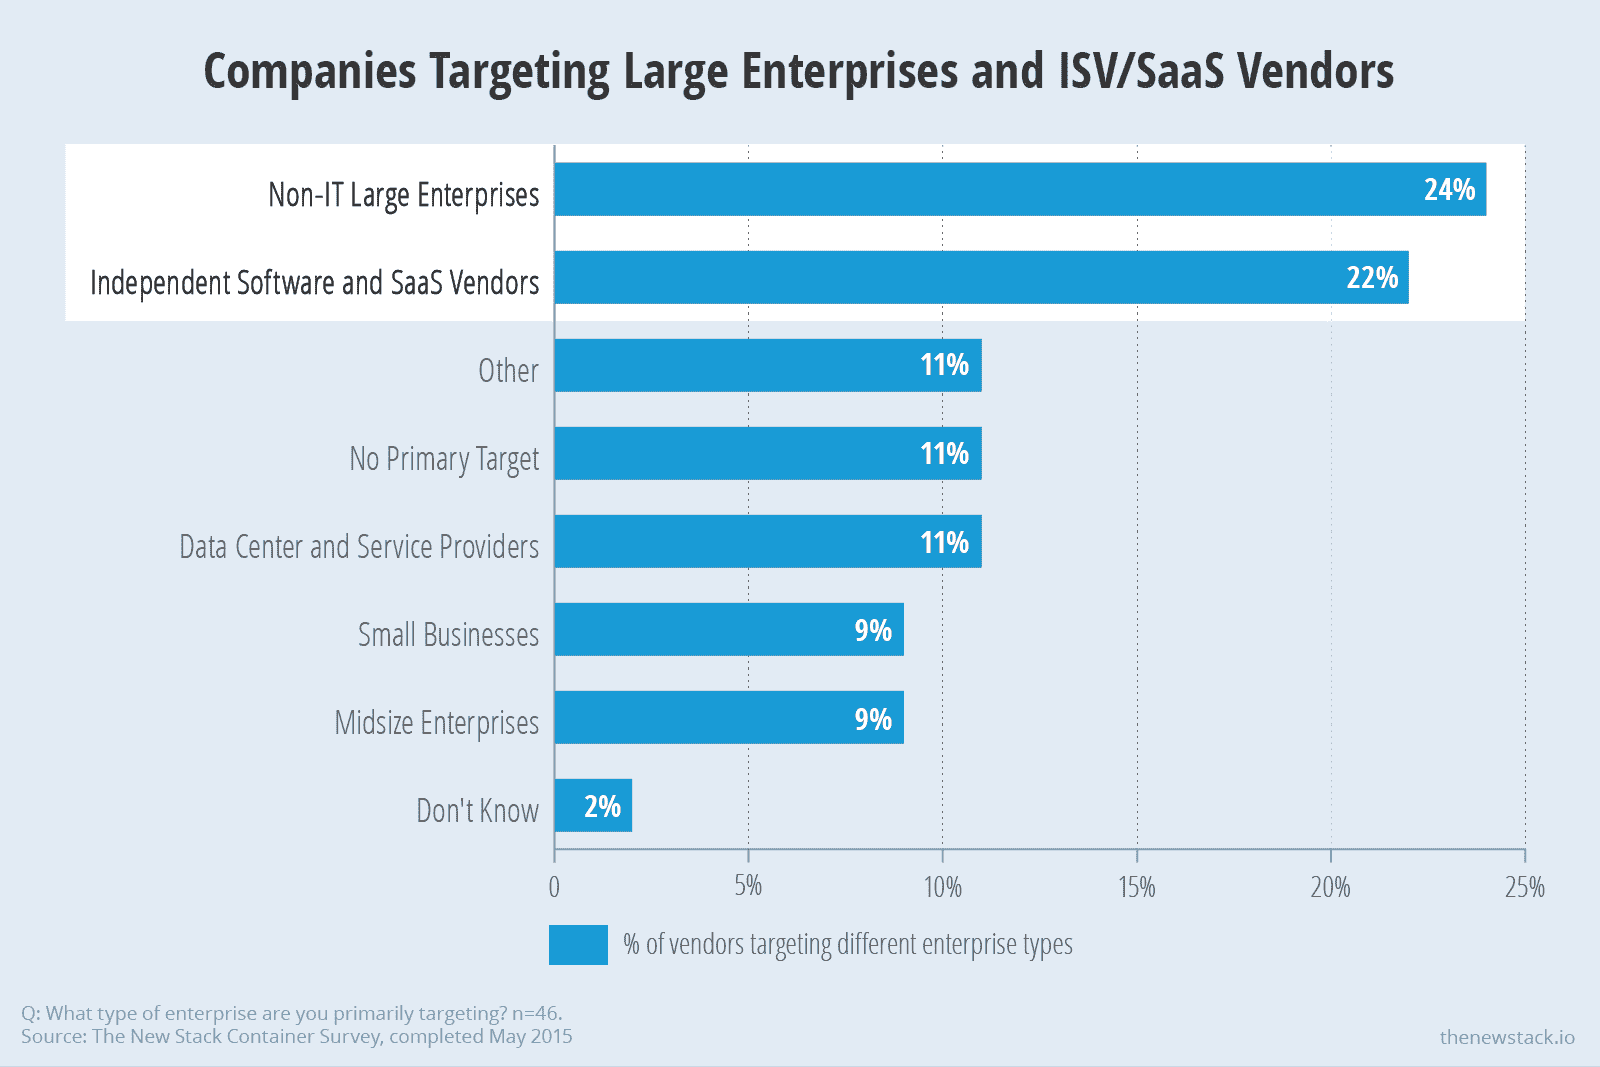 Companies Targeting Large Enterprises and ISV/SaaS Vendors
Non-IT Large Enterprises
24%
Independent Software and SaaS Vendors
22%
Other
11%
No Primary Target
11%
Data Center and Service Providers
11%
Small Businesses
9%
Midsize Enterprises
9%
Don't Know
2%
0 5% 10% 15% 20% 25%
% of vendors targeting different enterprise types
Q: What type of enterprise are you primarily targeting? n=46.
Source: The New Stack Container Survey, completed May 2015
thenewstack.io